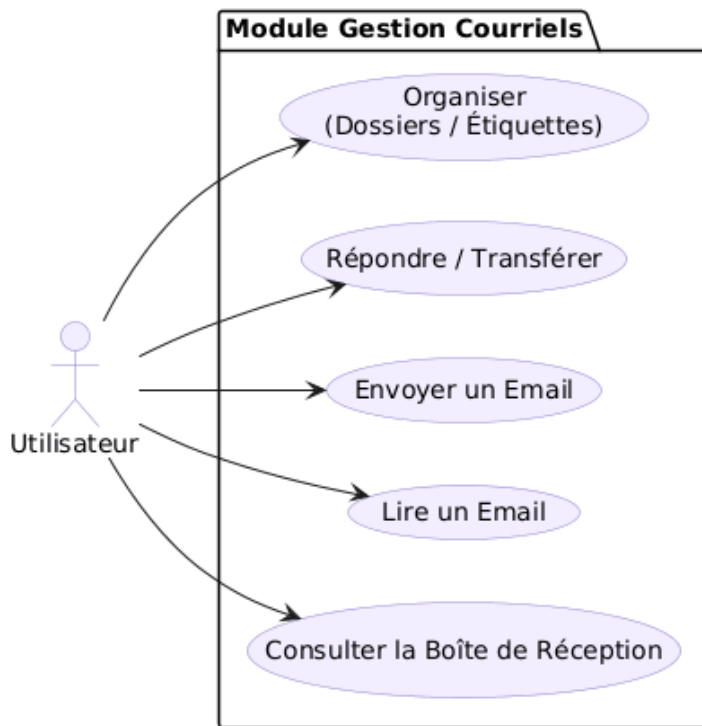 Module Gestion Courriels
Organiser
(Dossiers / Étiquettes)
Répondre / Transférer
Envoyer un Email
Utilisateur
Lire un Email
Consulter la Boîte de Réception